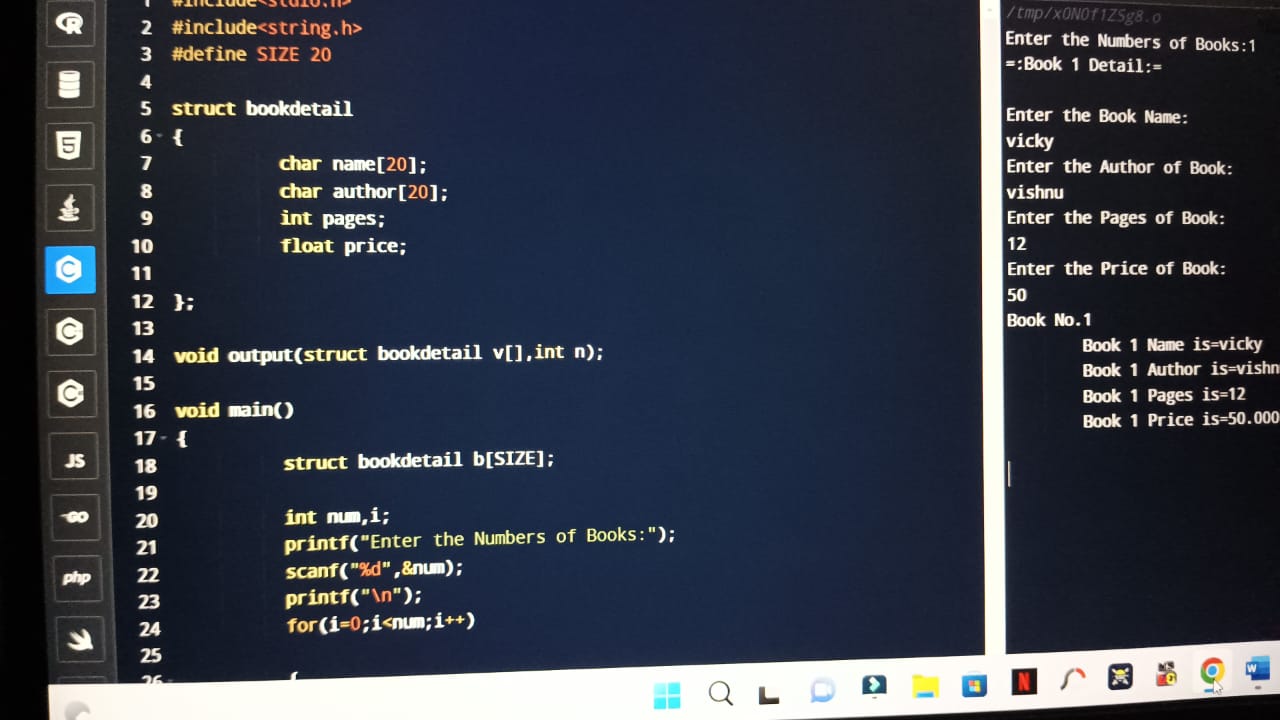 1 #include<stdio.h>
2 #include<string.h>
3 #define SIZE 20
4
5 struct bookdetail
6 {
7 char name[20];
8 char author[20];
9 int pages;
10 float price;
11
12 };
13
14 void output(struct bookdetail v[],int n);
15
16 void main()
17 {
18 struct bookdetail b[SIZE];
19
20 int num,i;
21 printf("Enter the Numbers of Books:");
22 scanf("%d",&num);
23 printf("\n");
24 for(i=0;i<num;i++)
25
26 {
R
5
C
C
C
JS
GO
php
/tmp/xONOf1ZSg8.o
Enter the Numbers of Books:1
=:Book 1 Detail:=
Enter the Book Name:
vicky
Enter the Author of Book:
vishnu
Enter the Pages of Book:
12
Enter the Price of Book:
50
Book No.1
Book 1 Name is=vicky
Book 1 Author is=vishn
Book 1 Pages is=12
Book 1 Price is=50.000
N
W